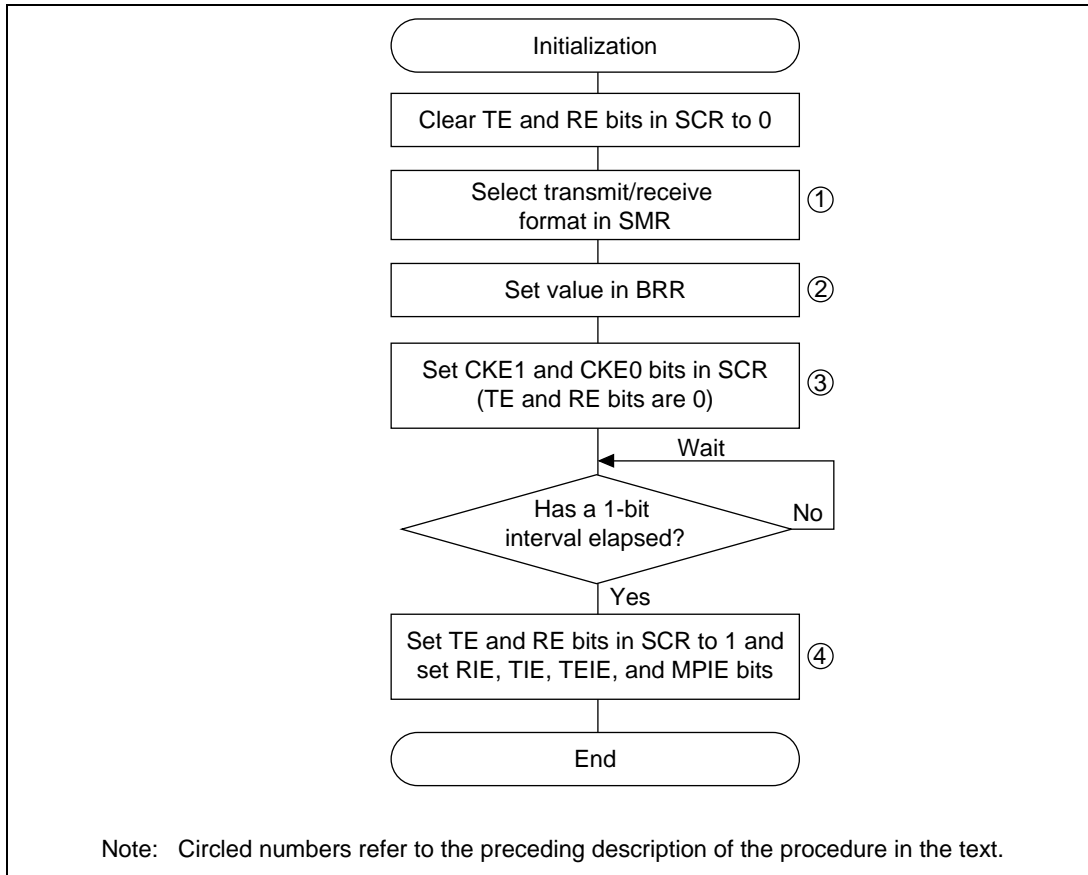 Initialization
Clear TE and RE bits in SCR to 0
Select transmit/receive
format in SMR
①
Set value in BRR
②
Set CKE1 and CKE0 bits in SCR
(TE and RE bits are 0)
③
Wait
Has a 1-bit
interval elapsed?
No
Yes
Set TE and RE bits in SCR to 1 and
set RIE, TIE, TEIE, and MPIE bits
④
End
Note: Circled numbers refer to the preceding description of the procedure in the text.